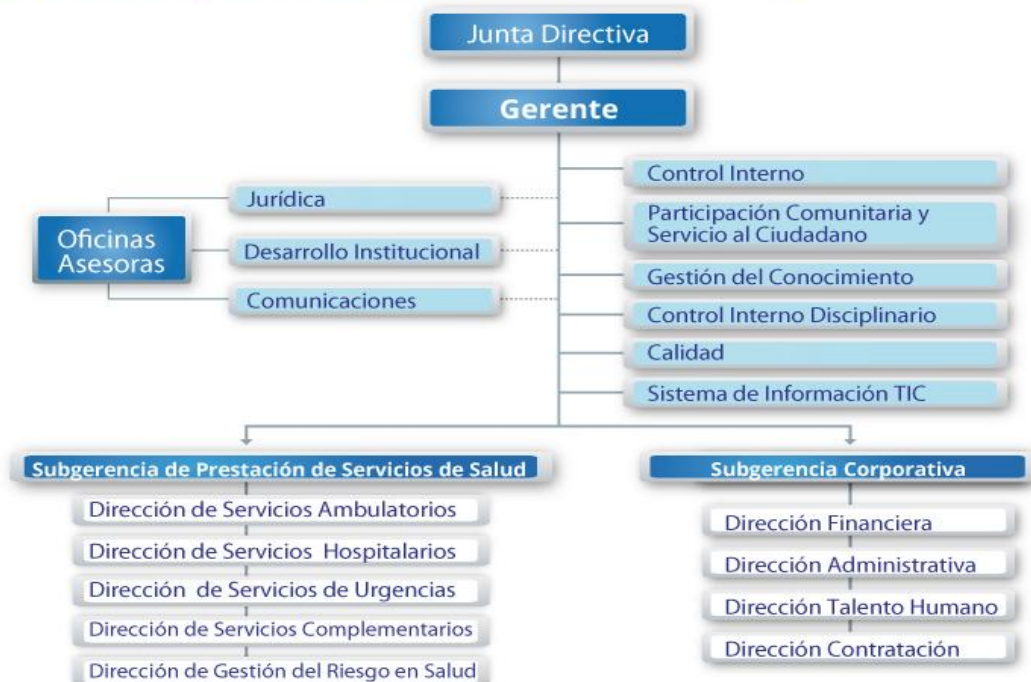 Junta Directiva
Gerente
Oficinas
Asesoras
Jurídica
Desarrollo Institucional
Comunicaciones
Control Interno
Participación Comunitaria y
Servicio al Ciudadano
Gestión del Conocimiento
Control Interno Disciplinario
Calidad
Sistema de Información TIC
Subgerencia de Prestación de Servicios de Salud
Dirección de Servicios Ambulatorios
Dirección de Servicios Hospitalarios
Dirección de Servicios de Urgencias
Dirección de Servicios Complementarios
Dirección de Gestión del Riesgo en Salud
Subgerencia Corporativa
Dirección Financiera
Dirección Administrativa
Dirección Talento Humano
Dirección Contratación